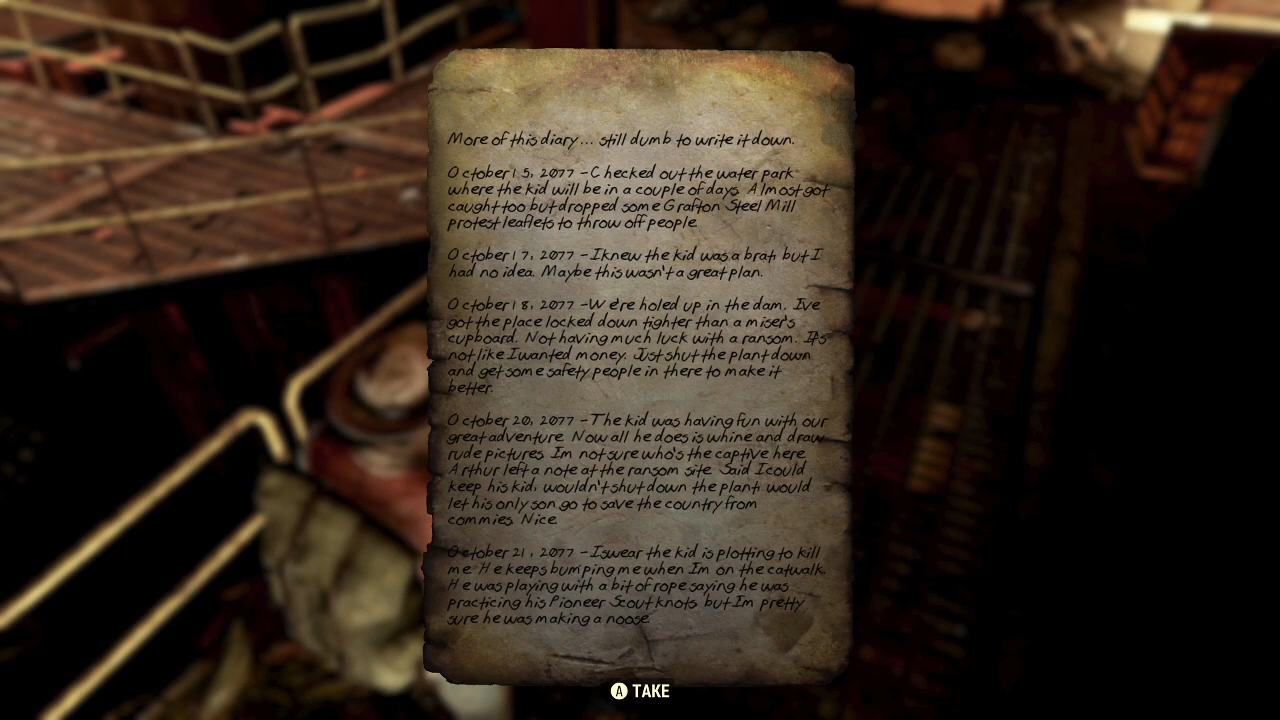 More of this diary... still dumb to write it down.
October 15, 2077 - Checked out the water park
where the kid will be in a couple of days. Almost got
caught too but dropped some Grafton Steel Mill
protest leaflets to throw off people.
October 17, 2077 - I knew the kid was a brat, but I
had no idea. Maybe this wasn't a great plan.
October 18, 2077 - We're holed up in the dam. I've
got the place locked down tighter than a miser's
cupboard. Not having much luck with a ransom. It's
not like I wanted money. Just shut the plant down
and get some safety people in there to make it
better.
October 20, 2077 - The kid was having fun with our
great adventure. Now all he does is whine and draw
rude pictures. I'm not sure who's the captive here.
Arthur left a note at the ransom site. Said I could
keep his kid, wouldn't shut down the plant, would
let his only son go to save the country from
commies. Nice.
October 21, 2077 - I swear the kid is plotting to kill
me. He keeps bumping me when I'm on the catwalk.
He was playing with a bit of rope saying he was
practicing his Pioneer Scout knots, but I'm pretty
sure he was making a noose.
A TAKE